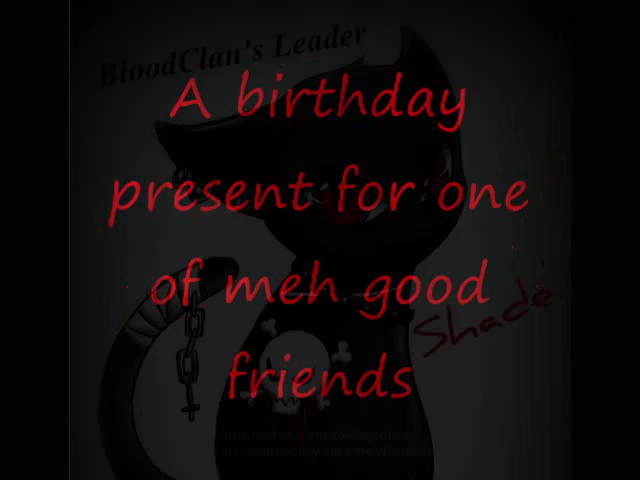 BloodClan's Leader
A birthday
present for one
of meh good
Shade
friends